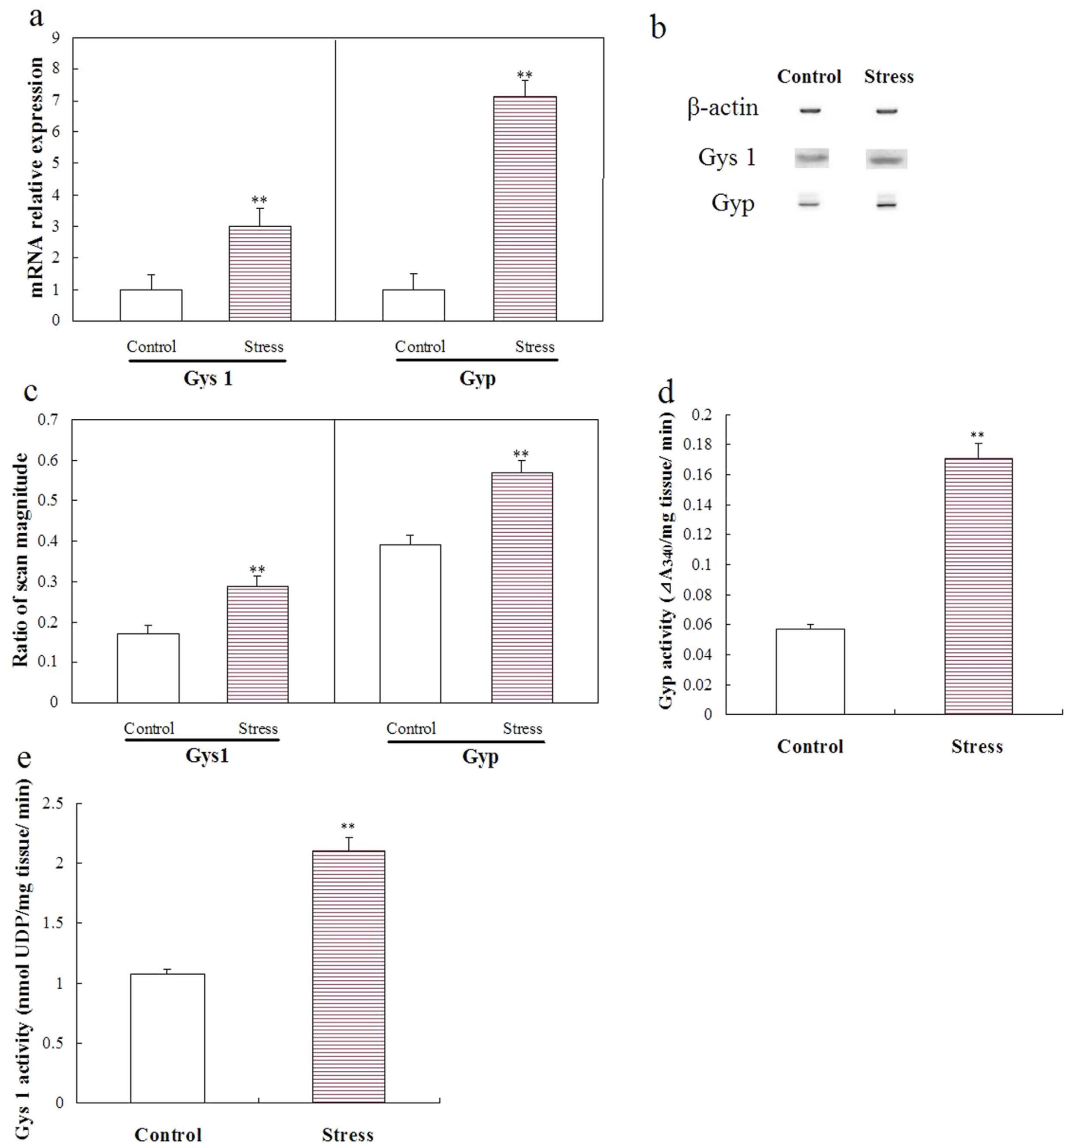 a
mRNA relative expression
9
8
7
6
5
4
3
2
1
0
**
**
Control Stress Control Stress
Gys 1 Gyp
b
Control Stress
β-actin
Gys 1
Gyp
c
Ratio of scan magnitude
0.7
0.6
0.5
0.4
0.3
0.2
0.1
0
**
**
Control Stress Control Stress
Gys1 Gyp
d
Gyp activity (⊿A340/mg tissue/ min)
0.2
0.18
0.16
0.14
0.12
0.1
0.08
0.06
0.04
0.02
0
**
Control Stress
e
Gys 1 activity (nmol UDP/mg tissue/ min)
2.5
2
1.5
1
0.5
0
**
Control Stress